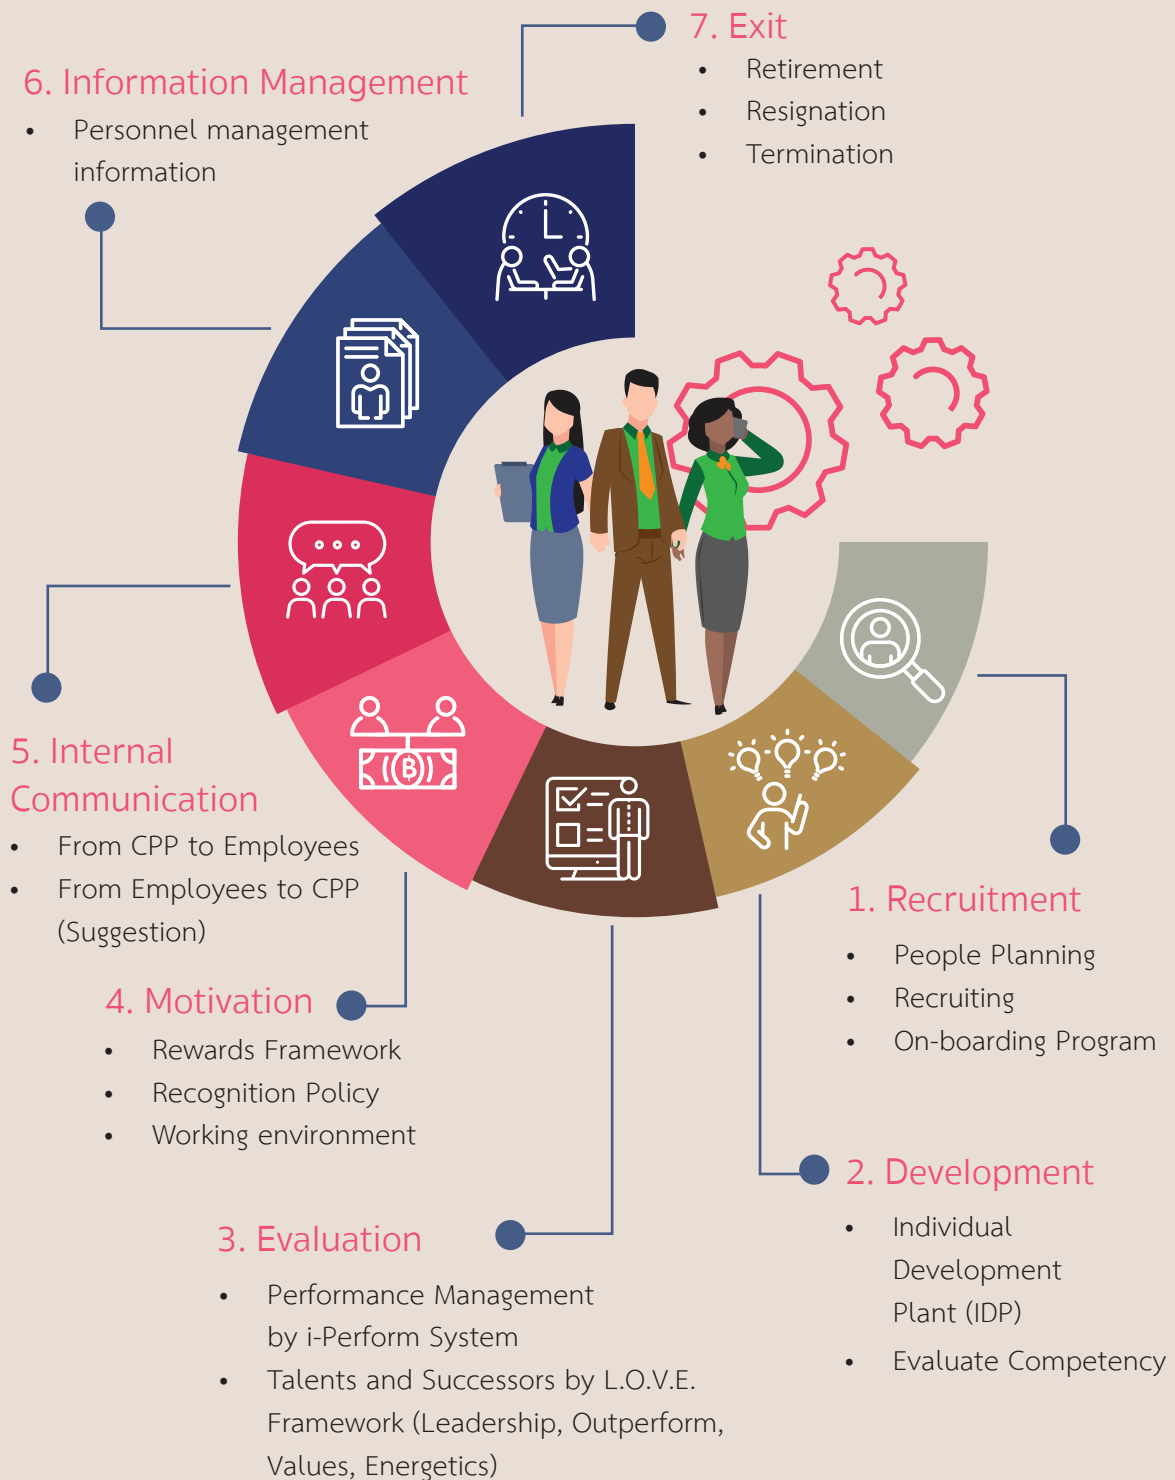 7. Exit
• Retirement
• Resignation
• Termination
6. Information Management
• Personnel management
information
5. Internal
Communication
• From CPP to Employees
• From Employees to CPP
(Suggestion)
฿
4. Motivation
• Rewards Framework
• Recognition Policy
• Working environment
3. Evaluation
• Performance Management
by i-Perform System
• Talents and Successors by L.O.V.E.
Framework (Leadership, Outperform,
Values, Energetics)
1. Recruitment
• People Planning
• Recruiting
• On-boarding Program
2. Development
• Individual
Development
Plant (IDP)
• Evaluate Competency